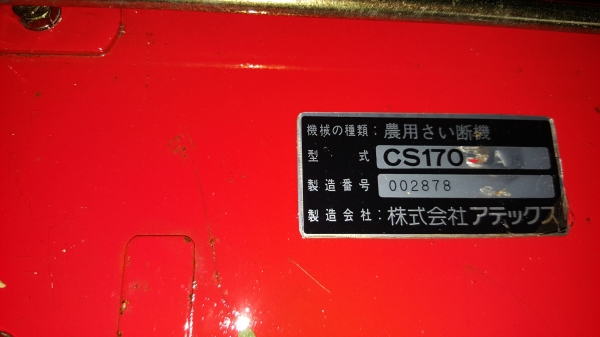 機械の種類：農用さい断機
型 式 CS170 A
製造番号 002878
製造会社：株式会社アテックス